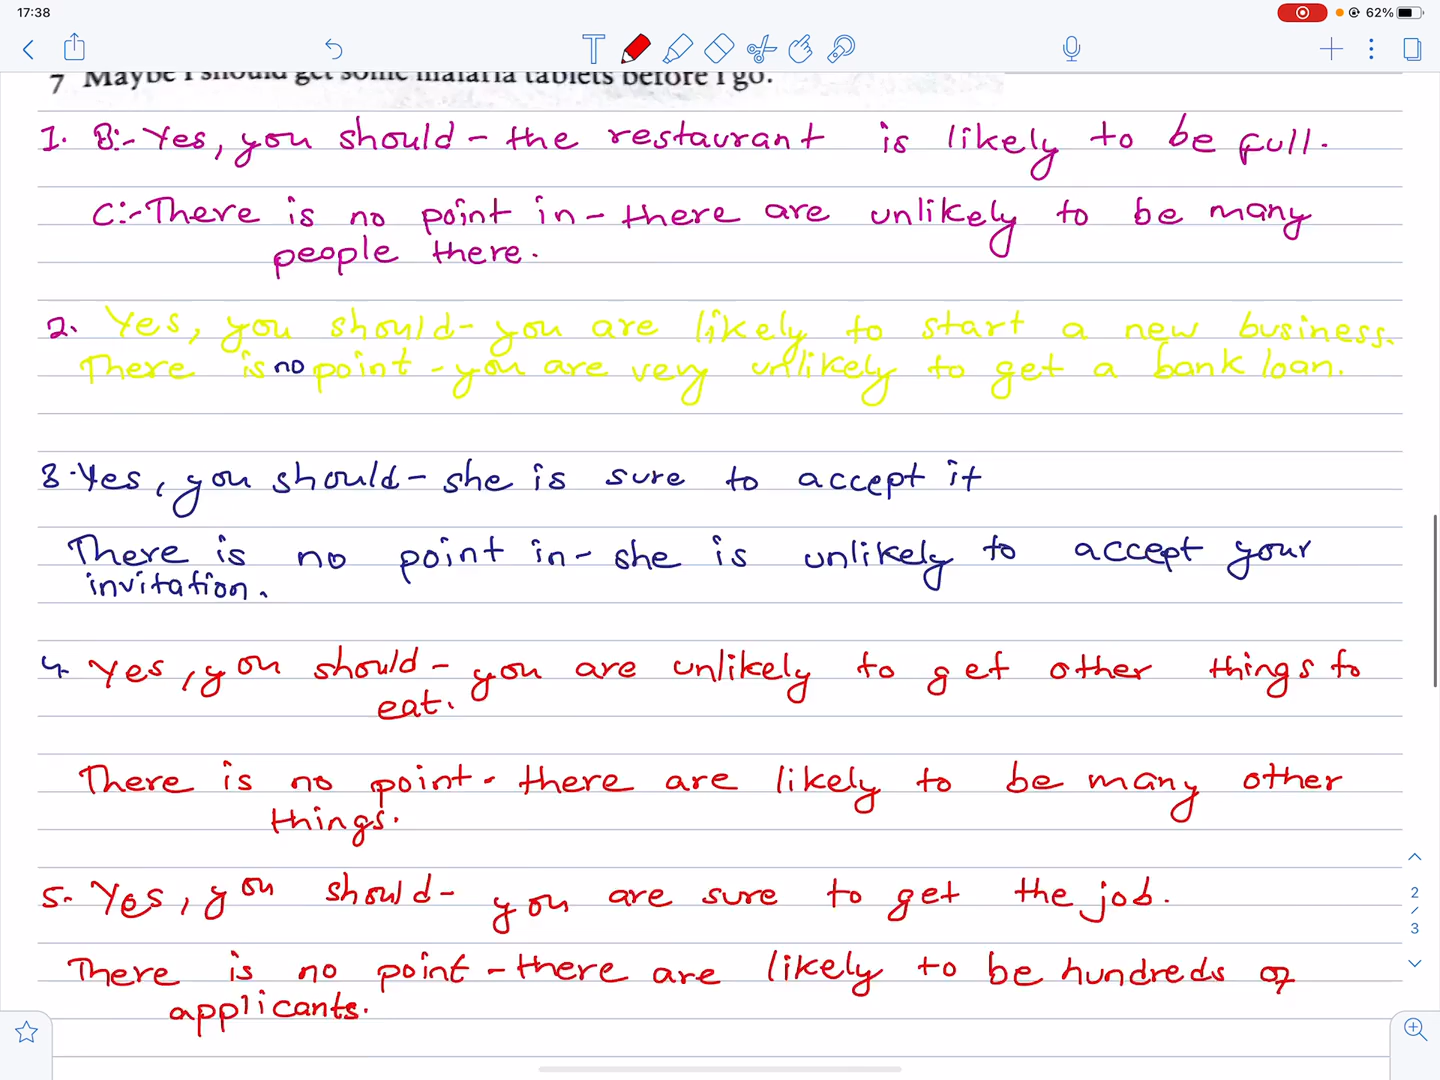 17:38
62%
7 Maybe I should get some malaria tablets before I go.
1. B:- Yes, you should - the restaurant is likely to be full.
C:- There is no point in - there are unlikely to be many
people there.
2. Yes, you should - you are likely to start a new business.
There is no point - you are very unlikely to get a bank loan.
3. Yes, you should - she is sure to accept it
There is no point in - she is unlikely to accept your
invitation.
4. Yes, you should - you are unlikely to get other things to
eat.
There is no point - there are likely to be many other
things.
5. Yes, you should - you are sure to get the job.
There is no point - there are likely to be hundreds of
applicants.
2
/
3